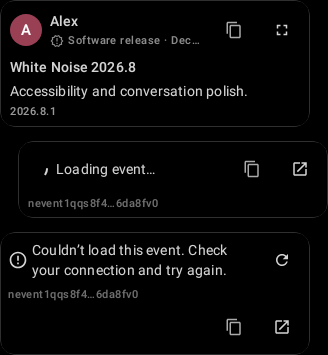 A
Alex
Software release · Dec…
White Noise 2026.8
Accessibility and conversation polish.
2026.8.1
Loading event…
nevent1qqs8f4…6da8fv0
Couldn’t load this event. Check
your connection and try again.
nevent1qqs8f4…6da8fv0